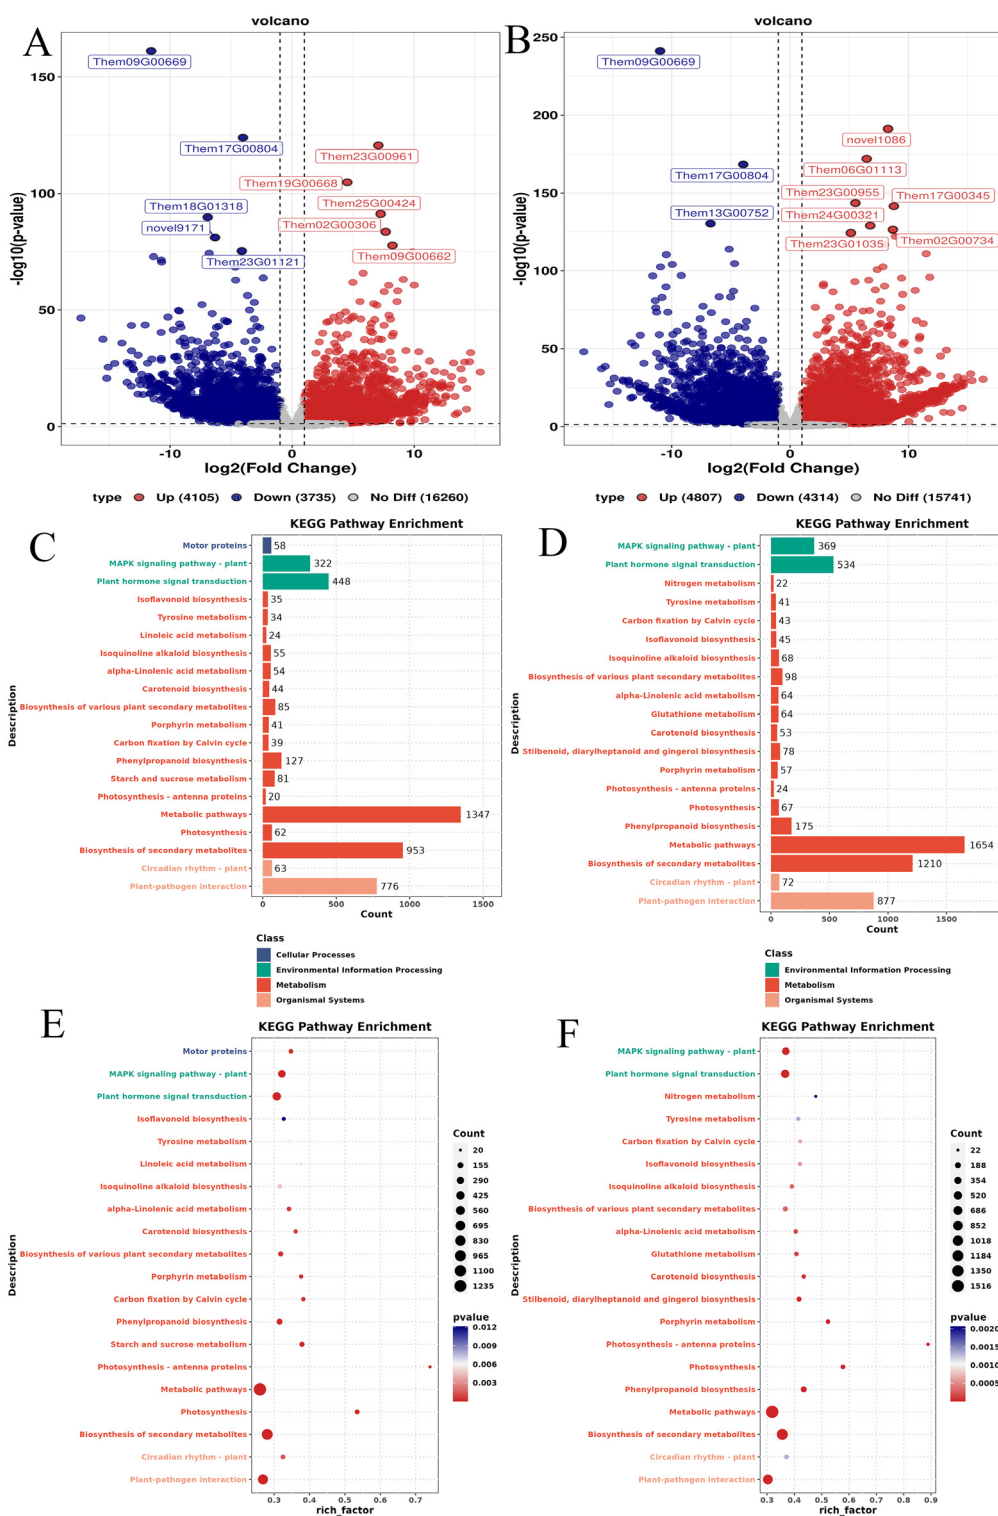 A
volcano
Them09G00669
Them17G00804
Them23G00961
Them19G00668
Them18G01318
Them25G00424
novel9171
Them02G00306
Them23G01121
Them09G00662
150
100
50
0
-log10(p-value)
-10
0
10
log2(Fold Change)
type Up (4105) Down (3735) No Diff (16260)
B
volcano
Them09G00669
novel1086
Them17G00804
Them06G01113
Them23G00955
Them17G00345
Them13G00752
Them24G00321
Them23G01035
Them02G00734
250
200
150
100
50
0
-log10(p-value)
-10
0
10
log2(Fold Change)
type Up (4807) Down (4314) No Diff (15741)
C
KEGG Pathway Enrichment
Motor proteins 58
MAPK signaling pathway - plant 322
Plant hormone signal transduction 448
Isoflavonoid biosynthesis 35
Tyrosine metabolism 34
Linoleic acid metabolism 24
Isoquinoline alkaloid biosynthesis 55
alpha-Linolenic acid metabolism 54
Carotenoid biosynthesis 44
Biosynthesis of various plant secondary metabolites 85
Porphyrin metabolism 41
Carbon fixation by Calvin cycle 39
Phenylpropanoid biosynthesis 127
Starch and sucrose metabolism 81
Photosynthesis - antenna proteins 20
Metabolic pathways 1347
Photosynthesis 62
Biosynthesis of secondary metabolites 953
Circadian rhythm - plant 63
Plant-pathogen interaction 776
Description
0 500 1000 1500
Count
Class
Cellular Processes
Environmental Information Processing
Metabolism
Organismal Systems
D
KEGG Pathway Enrichment
MAPK signaling pathway - plant 369
Plant hormone signal transduction 534
Nitrogen metabolism 22
Tyrosine metabolism 41
Carbon fixation by Calvin cycle 43
Isoflavonoid biosynthesis 45
Isoquinoline alkaloid biosynthesis 68
Biosynthesis of various plant secondary metabolites 98
alpha-Linolenic acid metabolism 64
Glutathione metabolism 64
Carotenoid biosynthesis 53
Stilbenoid, diarylheptanoid and gingerol biosynthesis 78
Porphyrin metabolism 57
Photosynthesis - antenna proteins 24
Photosynthesis 67
Phenylpropanoid biosynthesis 175
Metabolic pathways 1654
Biosynthesis of secondary metabolites 1210
Circadian rhythm - plant 72
Plant-pathogen interaction 877
Description
0 500 1000 1500
Count
Class
Environmental Information Processing
Metabolism
Organismal Systems
E
KEGG Pathway Enrichment
Motor proteins
MAPK signaling pathway - plant
Plant hormone signal transduction
Isoflavonoid biosynthesis
Tyrosine metabolism
Linoleic acid metabolism
Isoquinoline alkaloid biosynthesis
alpha-Linolenic acid metabolism
Carotenoid biosynthesis
Biosynthesis of various plant secondary metabolites
Porphyrin metabolism
Carbon fixation by Calvin cycle
Phenylpropanoid biosynthesis
Starch and sucrose metabolism
Photosynthesis - antenna proteins
Metabolic pathways
Photosynthesis
Biosynthesis of secondary metabolites
Circadian rhythm - plant
Plant-pathogen interaction
Description
0.3 0.4 0.5 0.6 0.7
rich_factor
Count
20
155
290
425
560
695
830
965
1100
1235
pvalue
0.012
0.009
0.006
0.003
F
KEGG Pathway Enrichment
MAPK signaling pathway - plant
Plant hormone signal transduction
Nitrogen metabolism
Tyrosine metabolism
Carbon fixation by Calvin cycle
Isoflavonoid biosynthesis
Isoquinoline alkaloid biosynthesis
Biosynthesis of various plant secondary metabolites
alpha-Linolenic acid metabolism
Glutathione metabolism
Carotenoid biosynthesis
Stilbenoid, diarylheptanoid and gingerol biosynthesis
Porphyrin metabolism
Photosynthesis - antenna proteins
Photosynthesis
Phenylpropanoid biosynthesis
Metabolic pathways
Biosynthesis of secondary metabolites
Circadian rhythm - plant
Plant-pathogen interaction
Description
0.3 0.4 0.5 0.6 0.7 0.8 0.9
rich_factor
Count
22
188
354
520
686
852
1018
1184
1350
1516
pvalue
0.0020
0.0015
0.0010
0.0005